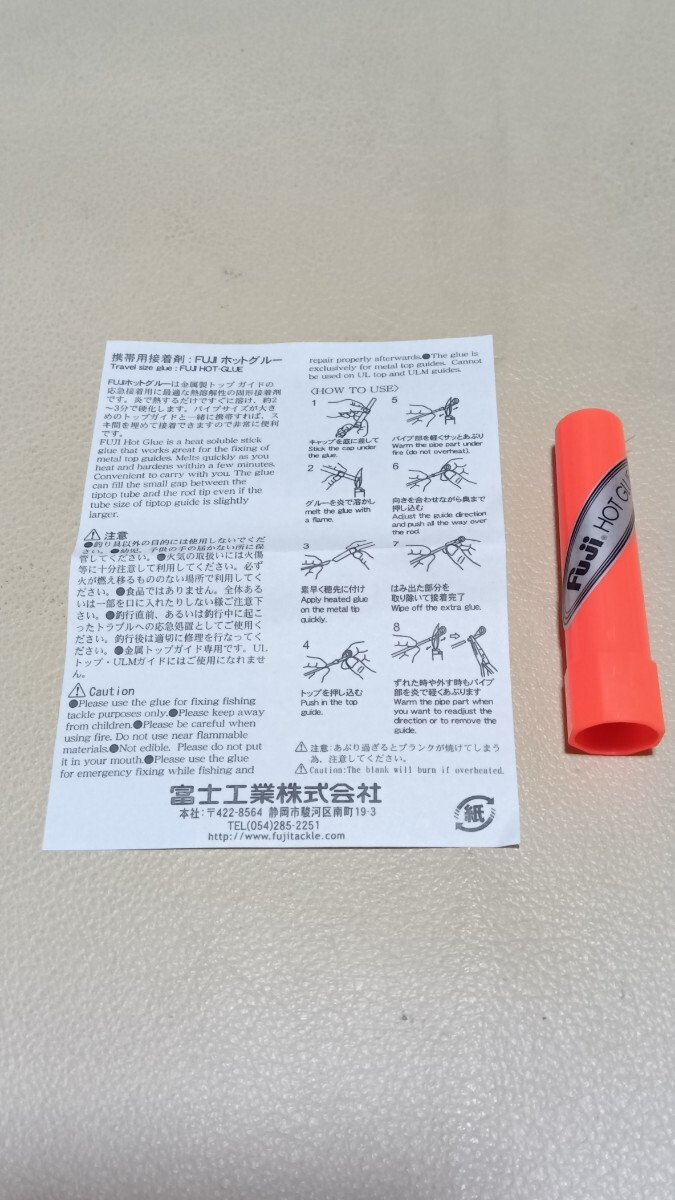 携帯用接着剤 : FUJI ホットグルー
Travel size glue : FUJI HOT-GLUE
FUJIホットグルーは金属製トップ ガイドの
応急接着用に最適な熱溶解性の固形接着剤
です。炎で熱するだけですぐに溶け、約2
～3分で硬化します。パイプサイズが大き
めのトップガイドと一緒に携帯すれば、ス
キ間を埋めて接着できますので非常に便利
です。
FUJI Hot Glue is a heat soluble stick
glue that works great for the fixing of
metal top guides. Melts quickly as you
heat and hardens within a few minutes.
Convenient to carry with you. The glue
can fill the small gap between the
tiptop tube and the rod tip even if the
tube size of tiptop guide is slightly
larger.
⚠ 注意
●釣り具以外の目的には使用しないでくだ
さい。●幼児、子供の手の届かない所に保
管してください。●火気の取扱いには火傷
等に十分注意して利用してください。必ず
火が燃え移るもののない場所で利用してく
ださい。●食品ではありません。全体ある
いは一部を口に入れたりしない様ご注意下
さい。●釣行直前、あるいは釣行中に起こ
ったトラブルへの応急処置としてご使用く
ださい。釣行後は適切に修理を行なってく
ださい。●金属トップガイド専用です。UL
トップ・ULMガイドにはご使用になれませ
ん。
⚠ Caution
●Please use the glue for fixing fishing
tackle purposes only.●Please keep away
from children.●Please be careful when
using fire. Do not use near flammable
materials.●Not edible. Please do not put
it in your mouth.●Please use the glue
for emergency fixing while fishing and
repair properly afterwards.●The glue is
exclusively for metal top guides. Cannot
be used on UL top and ULM guides.
〈HOW TO USE〉
1
キャップを底に差して
Stick the cap under
the glue.
2
グルーを炎で溶かし
melt the glue with
a flame.
3
素早く穂先に付け
Apply heated glue
on the metal tip
quickly.
4
トップを押し込む
Push in the top
guide.
5
パイプ部を軽くサッとあぶり
Warm the pipe part under
fire (do not overheat).
6
向きを合わせながら奥まで
押し込む
Adjust the guide direction
and push all the way over
the rod.
7
はみ出た部分を
取り除いて接着完了
Wipe off the extra glue.
8
ずれた時や外す時もパイプ
部を炎で軽くあぶります
Warm the pipe part when
you want to readjust the
direction or to remove the
guide.
⚠ 注意:あぶり過ぎるとブランクが焼けてしまう
為、注意してください。
⚠ Caution:The blank will burn if overheated.
富士工業株式会社
本社:〒422-8564 静岡市駿河区南町19-3
TEL(054)285-2251
http://www.fujitackle.com
紙
Fuji® HOT GL